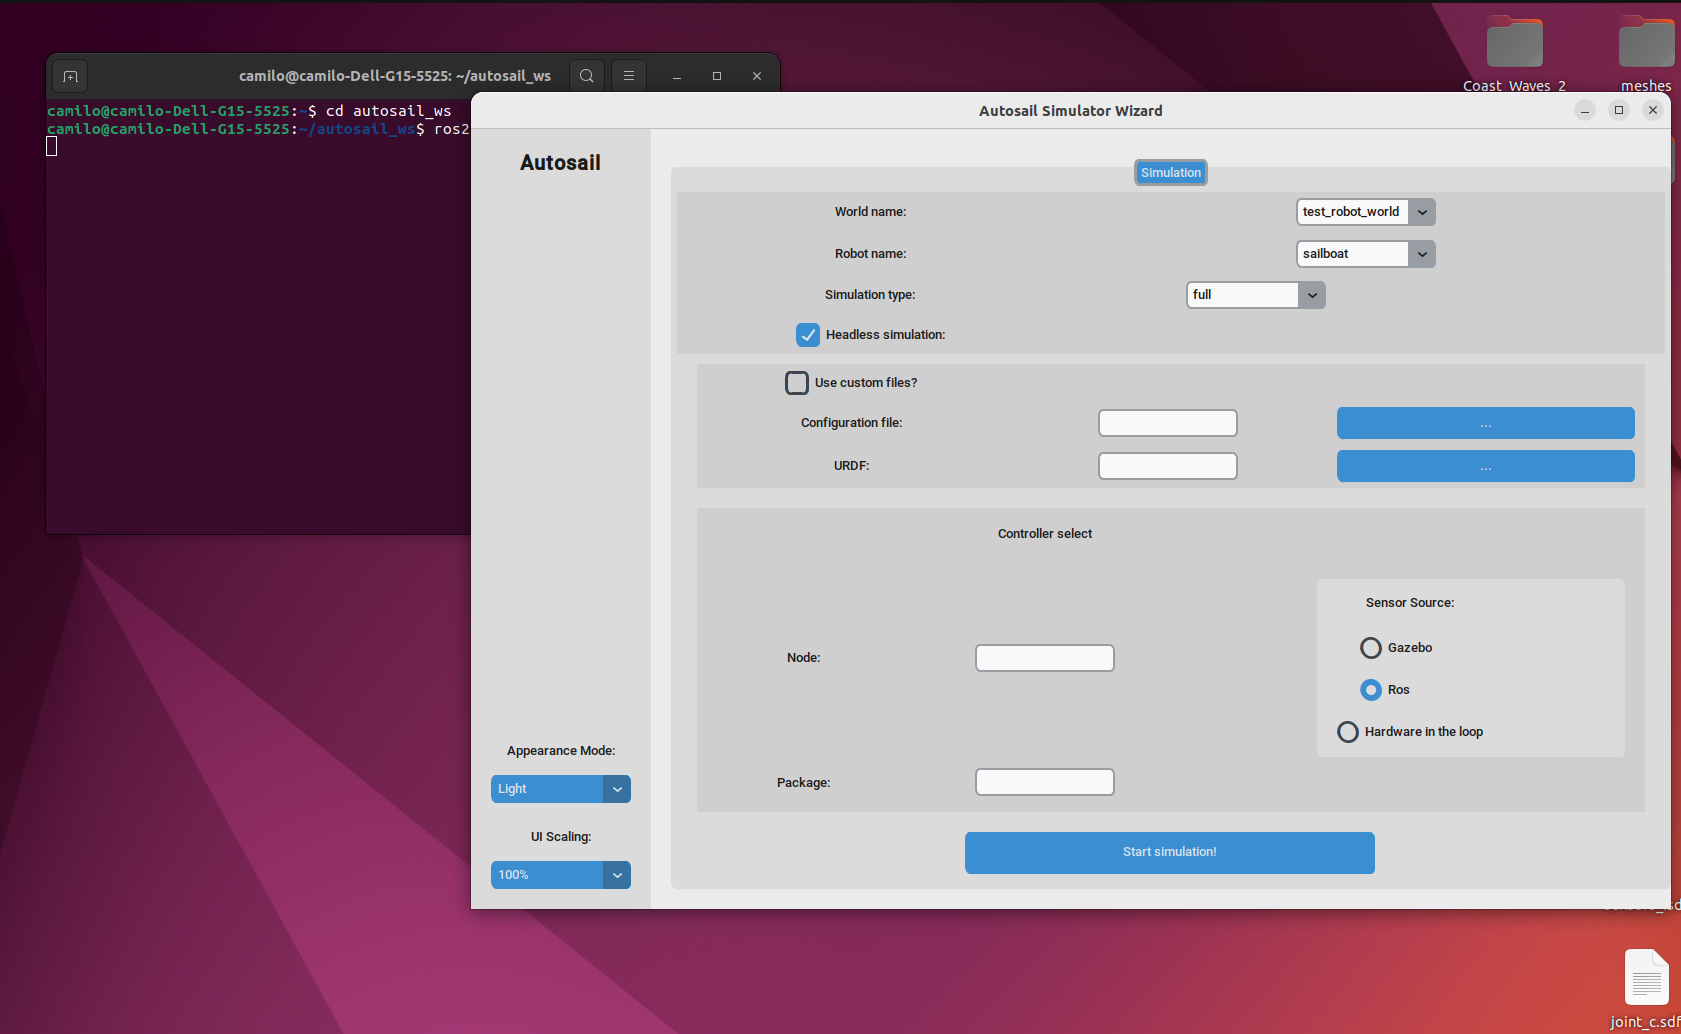 Coast_Waves_2
meshes
camilo@camilo-Dell-G15-5525: ~/autosail_ws
camilo@camilo-Dell-G15-5525:~$ cd autosail_ws
camilo@camilo-Dell-G15-5525:~/autosail_ws$ ros2
Autosail Simulator Wizard
Autosail
Simulation
World name:
test_robot_world
Robot name:
sailboat
Simulation type:
full
Headless simulation:
Use custom files?
Configuration file:
...
URDF:
...
Controller select
Sensor Source:
Gazebo
Node:
Ros
Hardware in the loop
Package:
Appearance Mode:
Light
UI Scaling:
100%
Start simulation!
joint_c.sdf